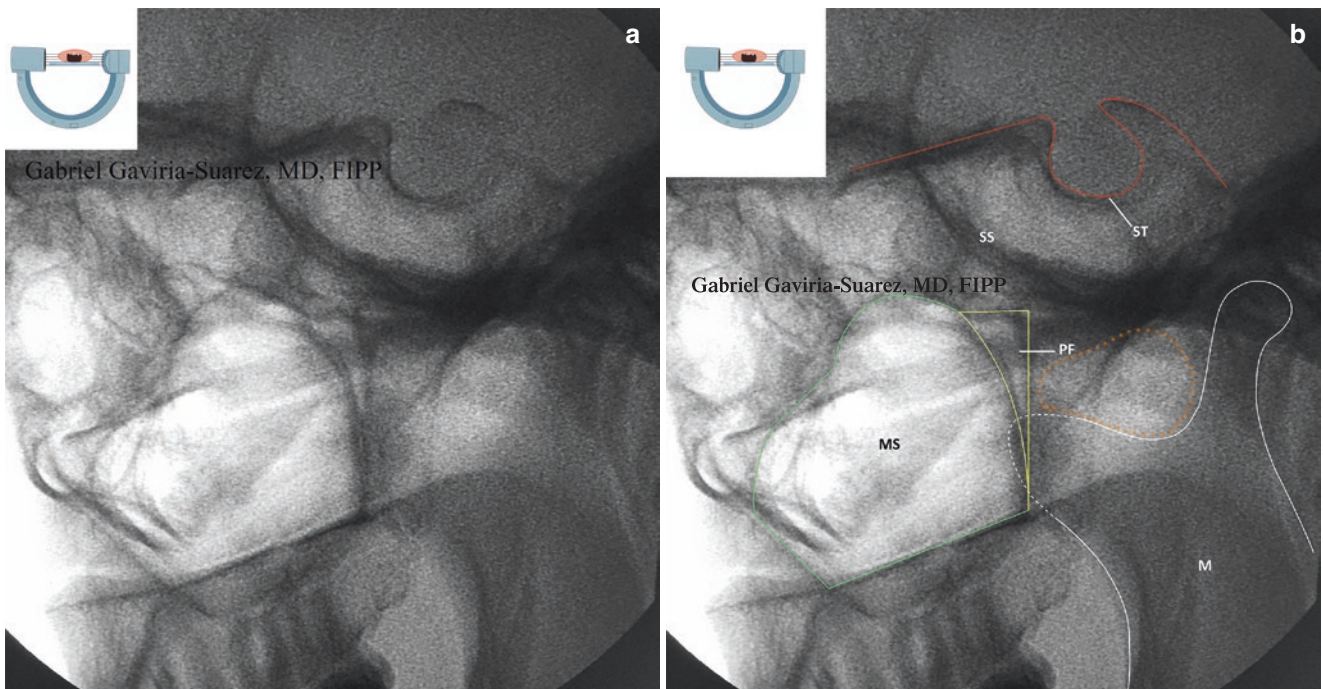 a
Gabriel Gaviria-Suarez, MD, FIPP
b
ST
SS
Gabriel Gaviria-Suarez, MD, FIPP
PF
MS
M